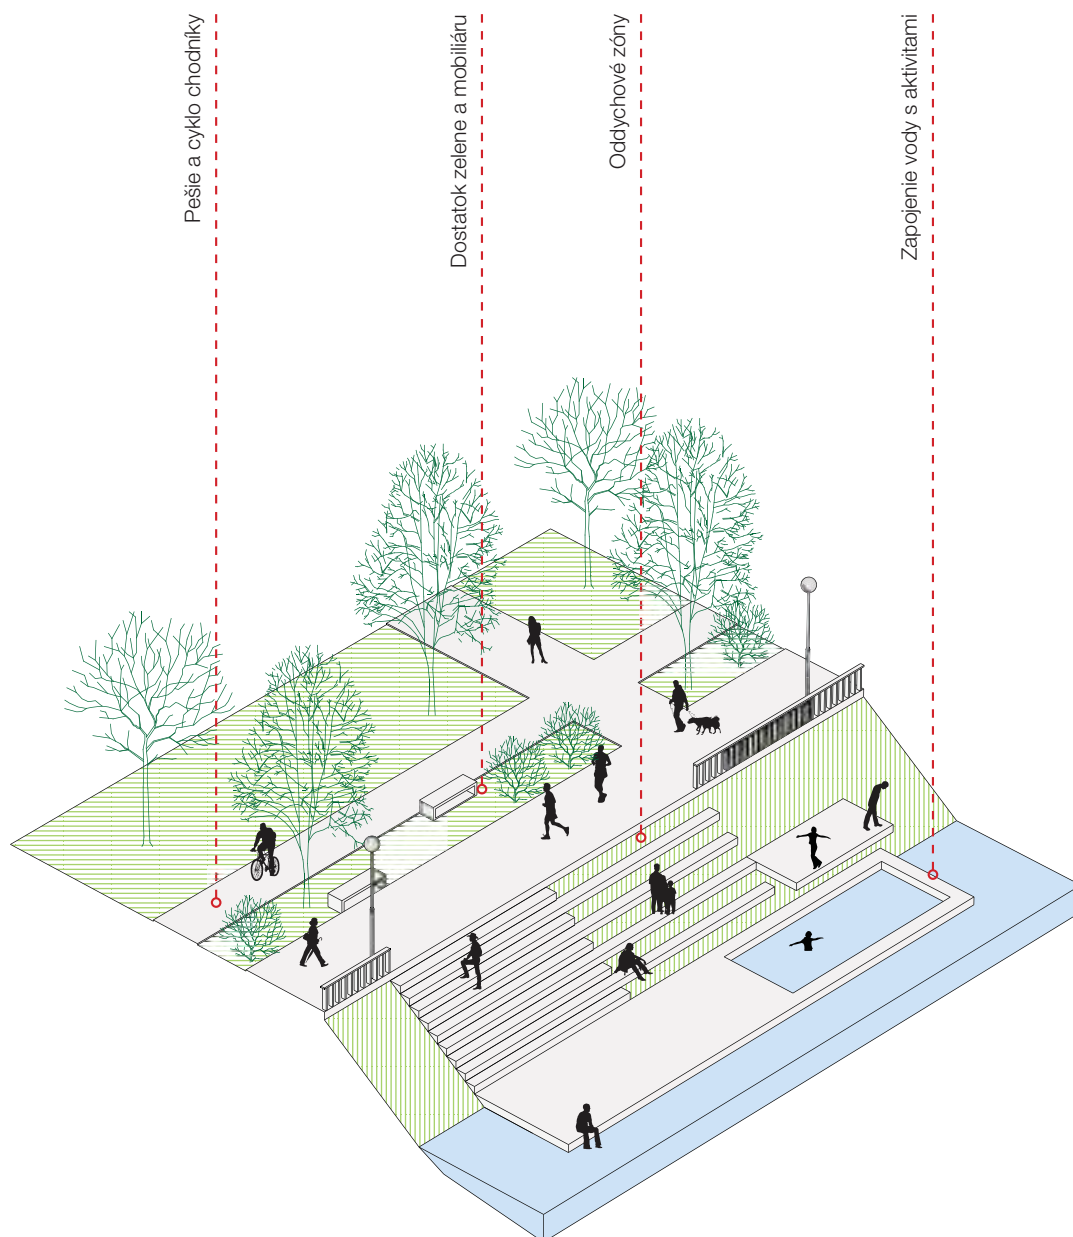 Pešie a cyklo chodníky
Dostatok zelene a mobiliáru
Oddychové zóny
Zapojenie vody s aktivitami